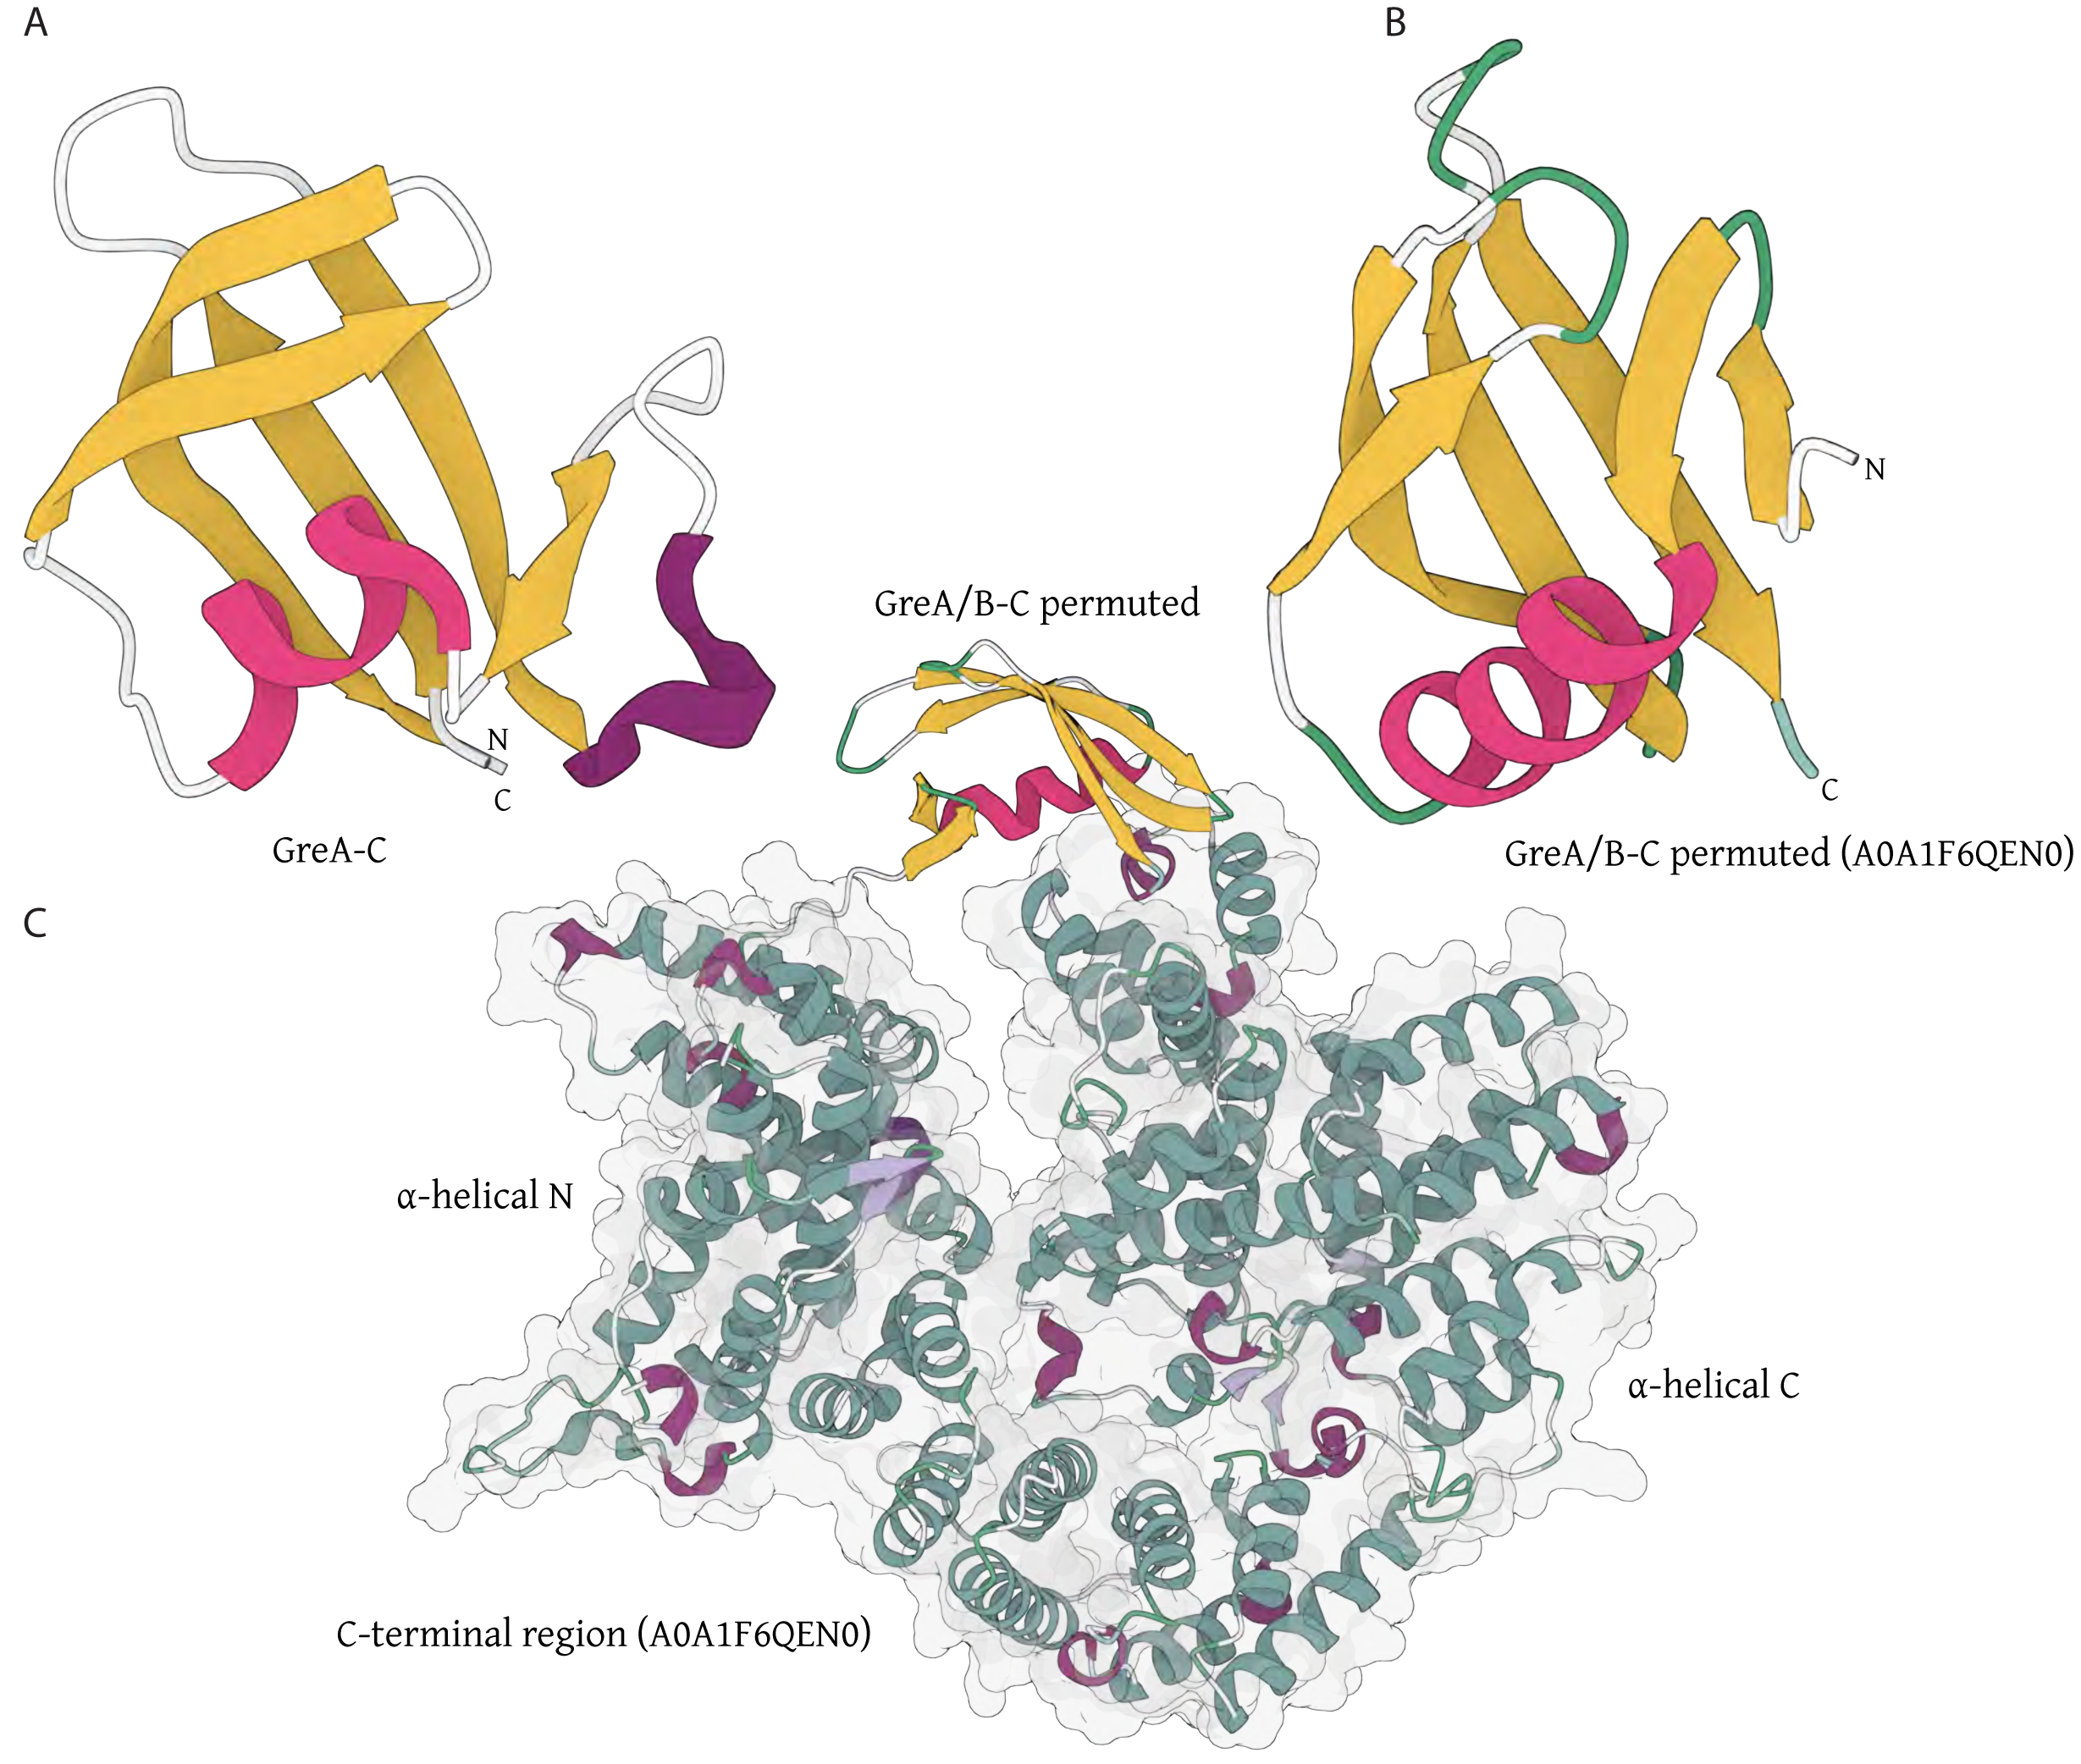 A
B
N
C
GreA-C
GreA/B-C permuted
N
C
GreA/B-C permuted (A0A1F6QEN0)
C
α-helical N
α-helical C
C-terminal region (A0A1F6QEN0)